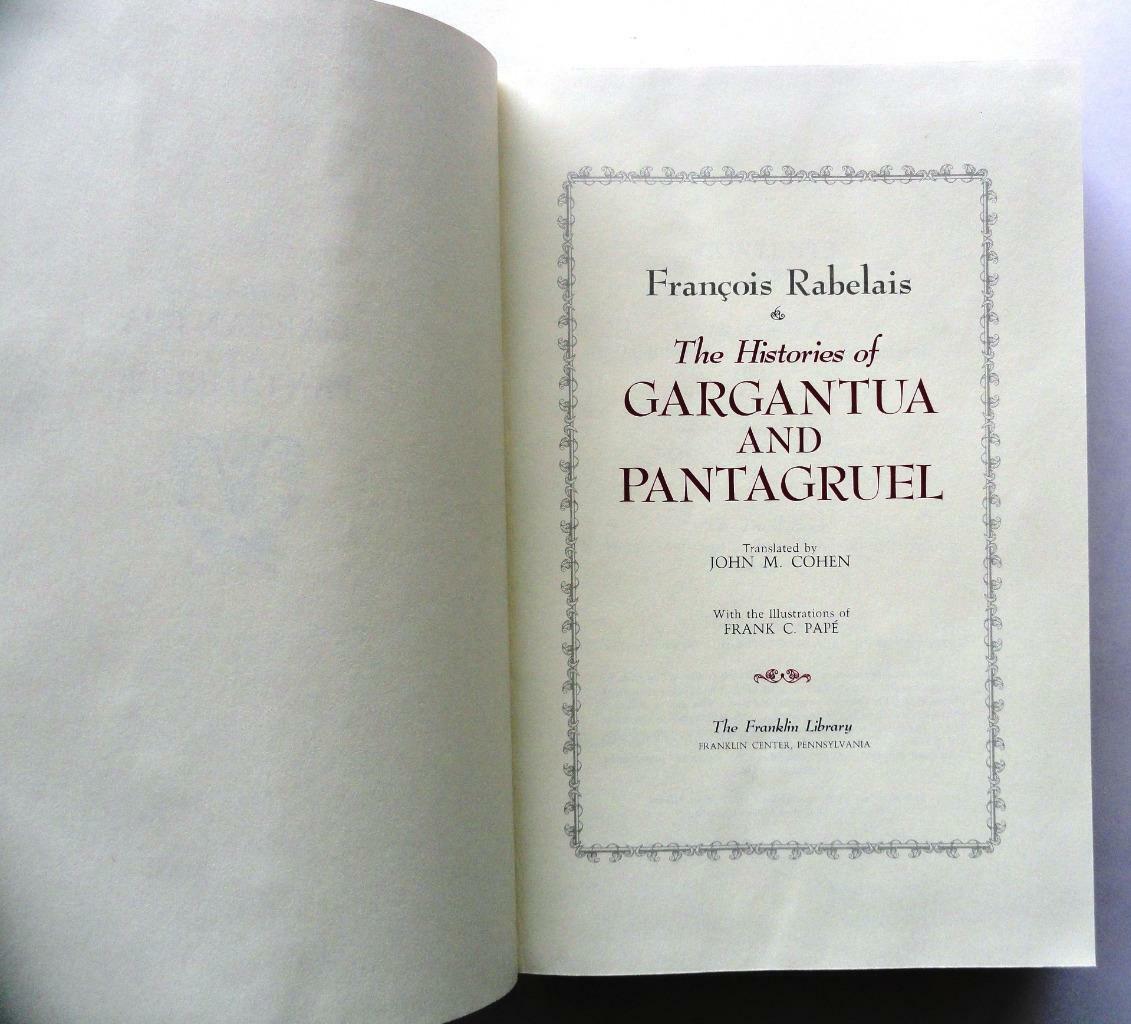 François Rabelais
The Histories of
GARGANTUA
AND
PANTAGRUEL
Translated by
JOHN M. COHEN
With the Illustrations of
FRANK C. PAPÉ
The Franklin Library
FRANKLIN CENTER, PENNSYLVANIA